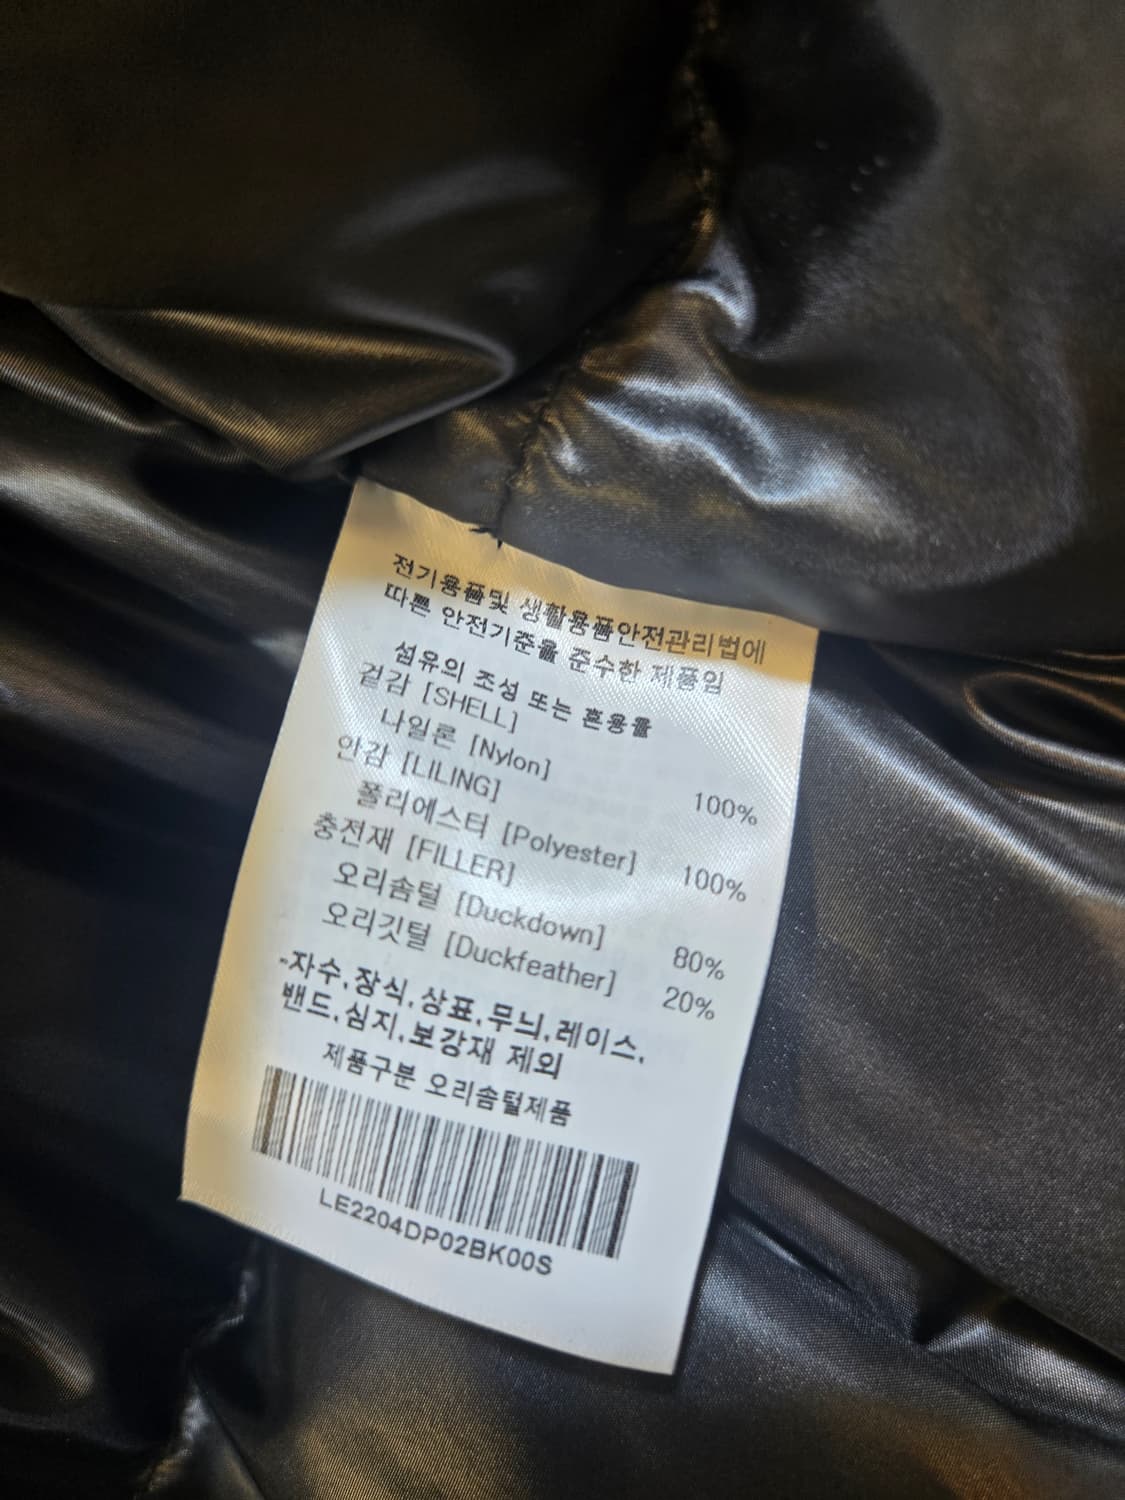 전기용품및 생활용품안전관리법에
따른 안전기준을 준수한 제품임
섬유의 조성 또는 혼용율
겉감 [SHELL]
나일론 [Nylon] 100%
안감 [LILING]
폴리에스터 [Polyester] 100%
충전재 [FILLER]
오리솜털 [Duckdown] 80%
오리깃털 [Duckfeather] 20%
-자수,장식,상표,무늬,레이스,
밴드,심지,보강재 제외
제품구분 오리솜털제품
LE2204DP02BK00S